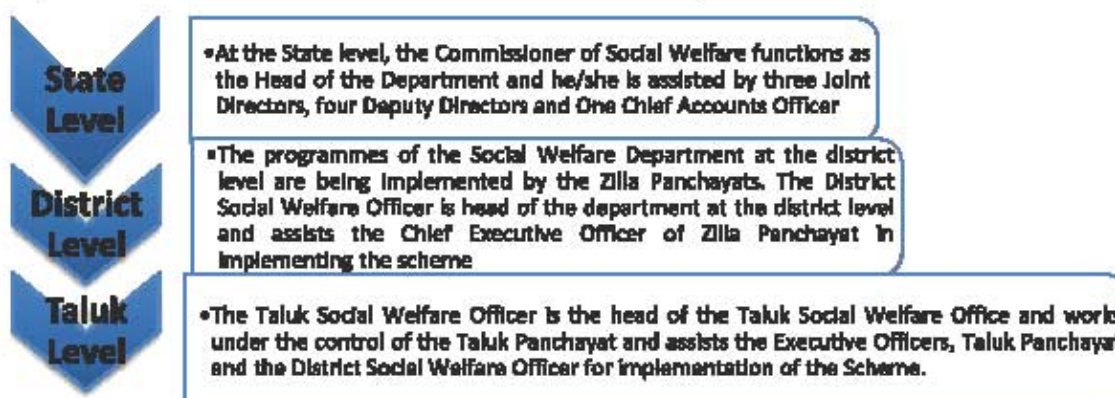 State
Level
•At the State level, the Commissioner of Social Welfare functions as
the Head of the Department and he/she is assisted by three Joint
Directors, four Deputy Directors and One Chief Accounts Officer
District
Level
•The programmes of the Social Welfare Department at the district
level are being implemented by the Zilla Panchayats. The District
Social Welfare Officer is head of the department at the district level
and assists the Chief Executive Officer of Zilla Panchayat in
implementing the scheme
Taluk
Level
•The Taluk Social Welfare Officer is the head of the Taluk Social Welfare Office and works
under the control of the Taluk Panchayat and assists the Executive Officers, Taluk Panchayat
and the District Social Welfare Officer for implementation of the Scheme.